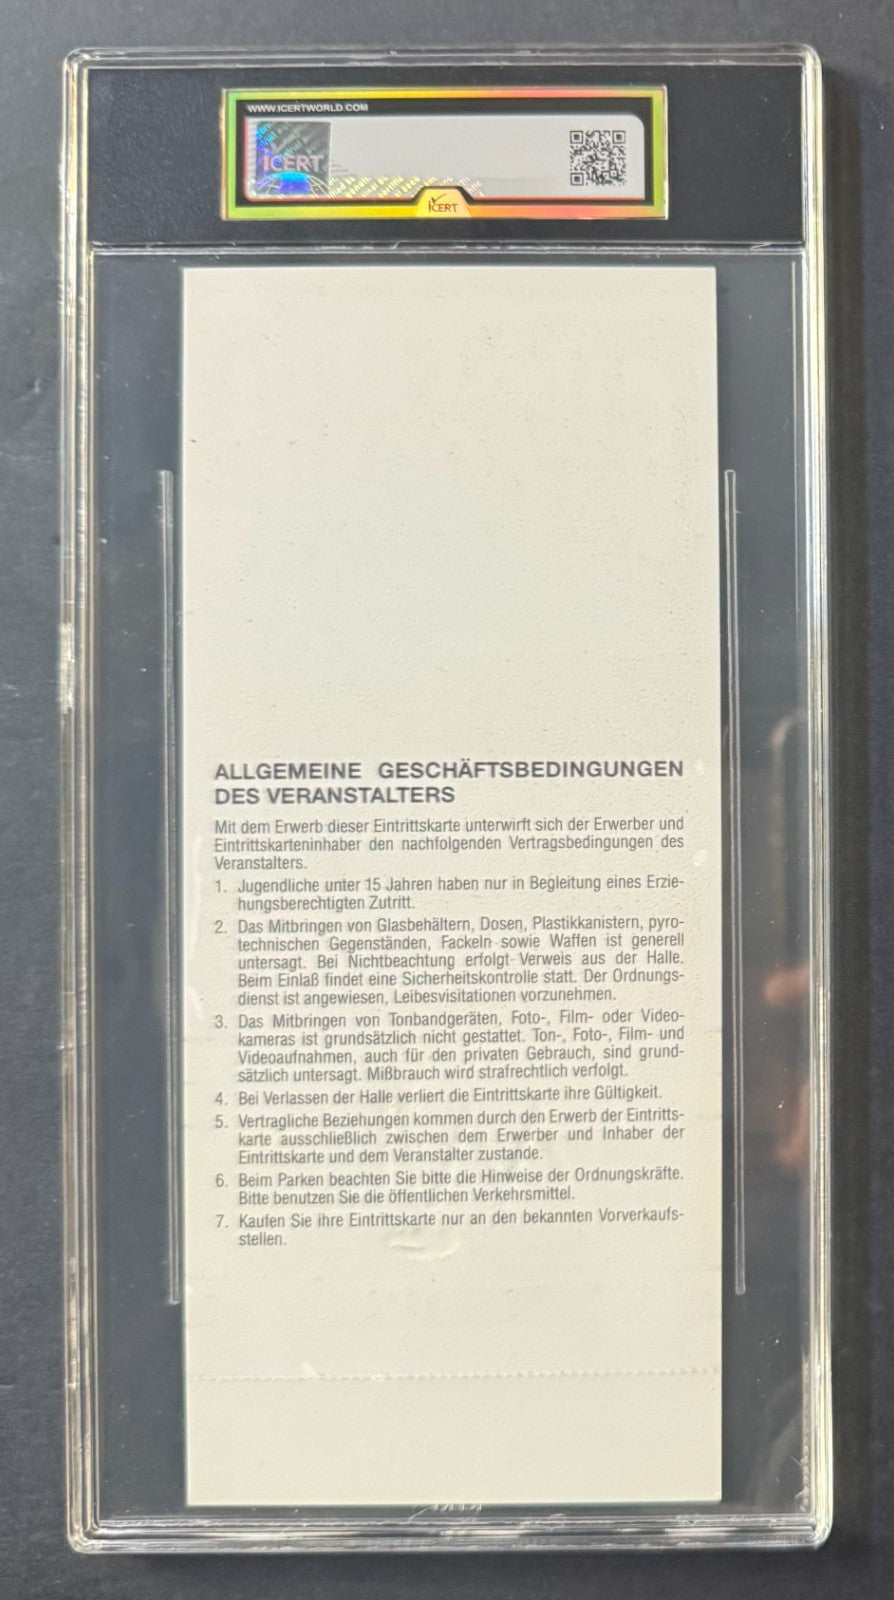 WWW.ICERTWORLD.COM
iCERT
iCERT
ALLGEMEINE GESCHÄFTSBEDINGUNGEN
DES VERANSTALTERS
Mit dem Erwerb dieser Eintrittskarte unterwirft sich der Erwerber und
Eintrittskarteninhaber den nachfolgenden Vertragsbedingungen des
Veranstalters.
1. Jugendliche unter 15 Jahren haben nur in Begleitung eines Erzie-
hungsberechtigten Zutritt.
2. Das Mitbringen von Glasbehältern, Dosen, Plastikkanistern, pyro-
technischen Gegenständen, Fackeln sowie Waffen ist generell
untersagt. Bei Nichtbeachtung erfolgt Verweis aus der Halle.
Beim Einlaß findet eine Sicherheitskontrolle statt. Der Ordnungs-
dienst ist angewiesen, Leibesvisitationen vorzunehmen.
3. Das Mitbringen von Tonbandgeräten, Foto-, Film- oder Video-
kameras ist grundsätzlich nicht gestattet. Ton-, Foto-, Film- und
Videoaufnahmen, auch für den privaten Gebrauch, sind grund-
sätzlich untersagt. Mißbrauch wird strafrechtlich verfolgt.
4. Bei Verlassen der Halle verliert die Eintrittskarte ihre Gültigkeit.
5. Vertragliche Beziehungen kommen durch den Erwerb der Eintritts-
karte ausschließlich zwischen dem Erwerber und Inhaber der
Eintrittskarte und dem Veranstalter zustande.
6. Beim Parken beachten Sie bitte die Hinweise der Ordnungskräfte.
Bitte benutzen Sie die öffentlichen Verkehrsmittel.
7. Kaufen Sie ihre Eintrittskarte nur an den bekannten Vorverkaufs-
stellen.